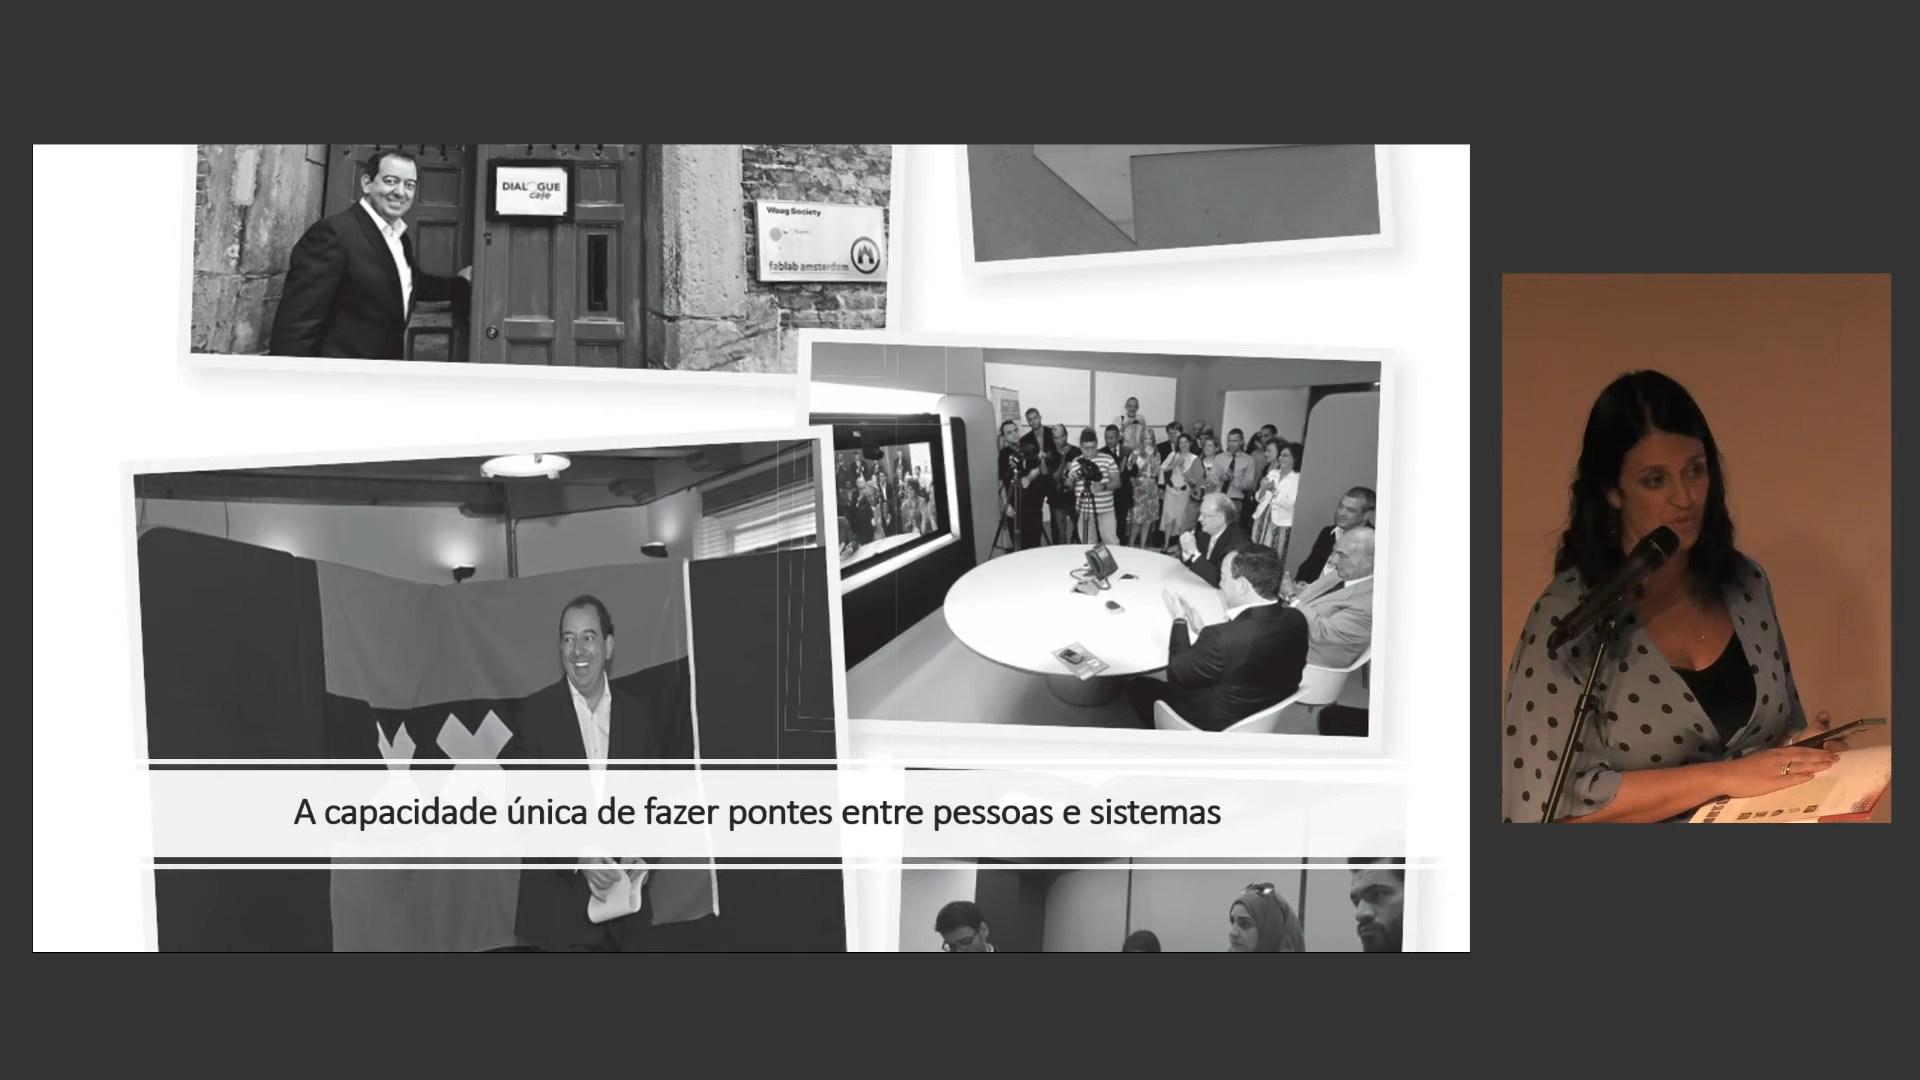 DIALOGUE
cafe
Waag Society
fablab amsterdam
A capacidade única de fazer pontes entre pessoas e sistemas